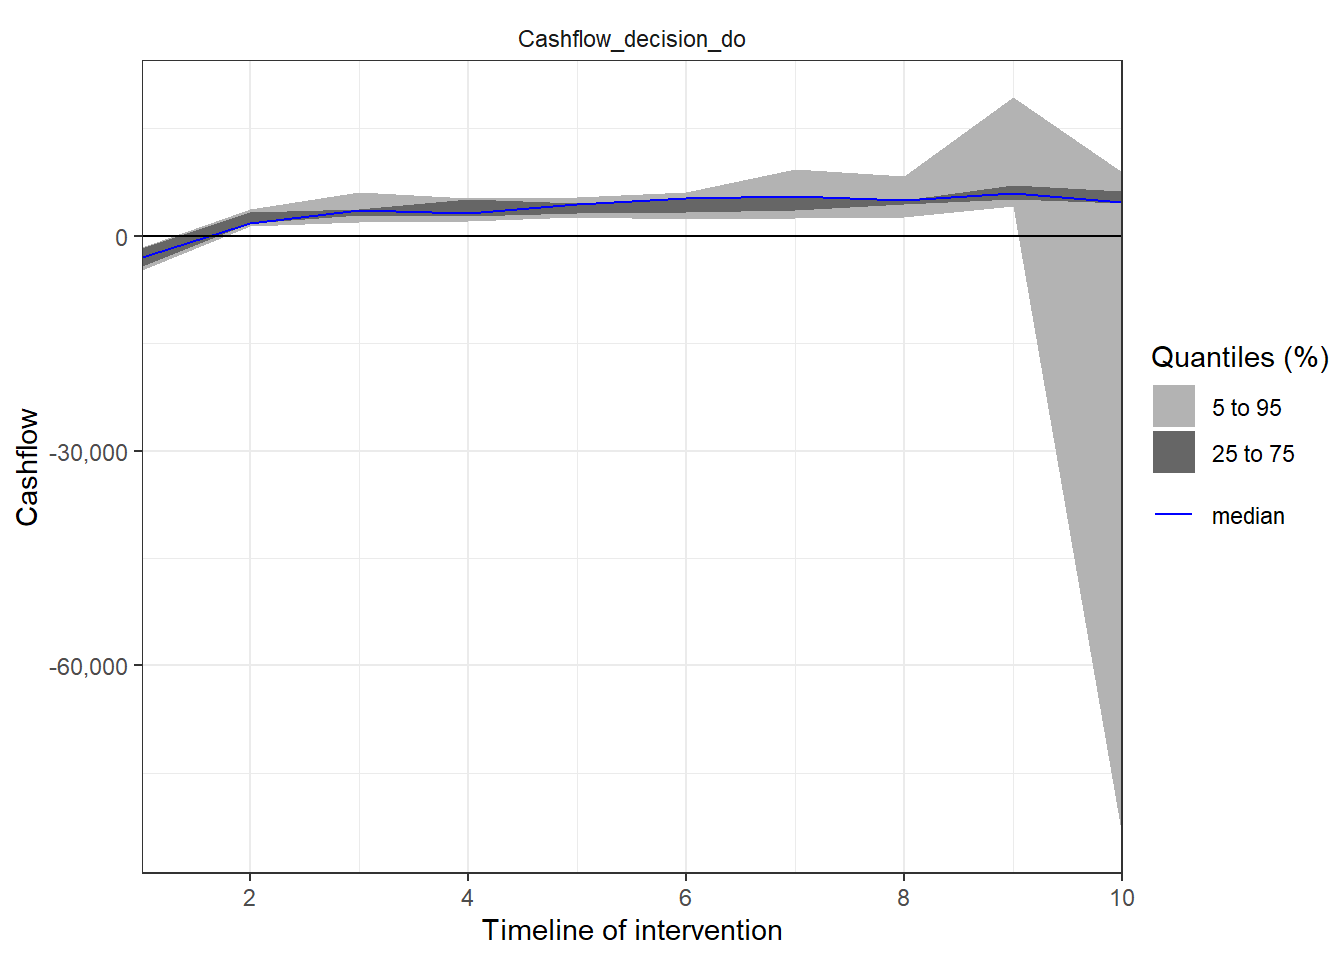 Cashflow_decision_do
Cashflow
0
-30,000
-60,000
2
4
6
8
10
Timeline of intervention
Quantiles (%)
5 to 95
25 to 75
median